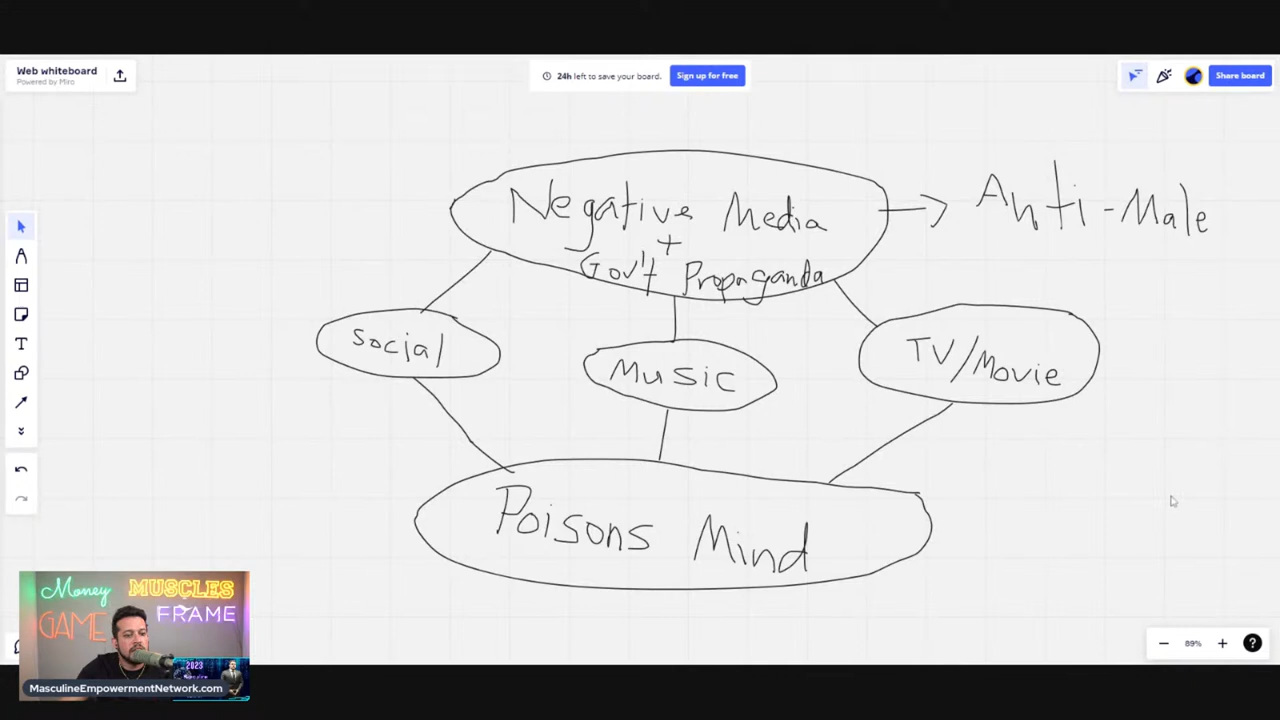 Web whiteboard
Powered by Miro
24h left to save your board.
Sign up for free
Share board
Negative Media
+
Gov't Propaganda
Anti-Male
Social
Music
TV/Movie
Poisons Mind
Money
MUSCLES
GAME
FRAME
2023
MasculineEmpowermentNetwork.com
89%